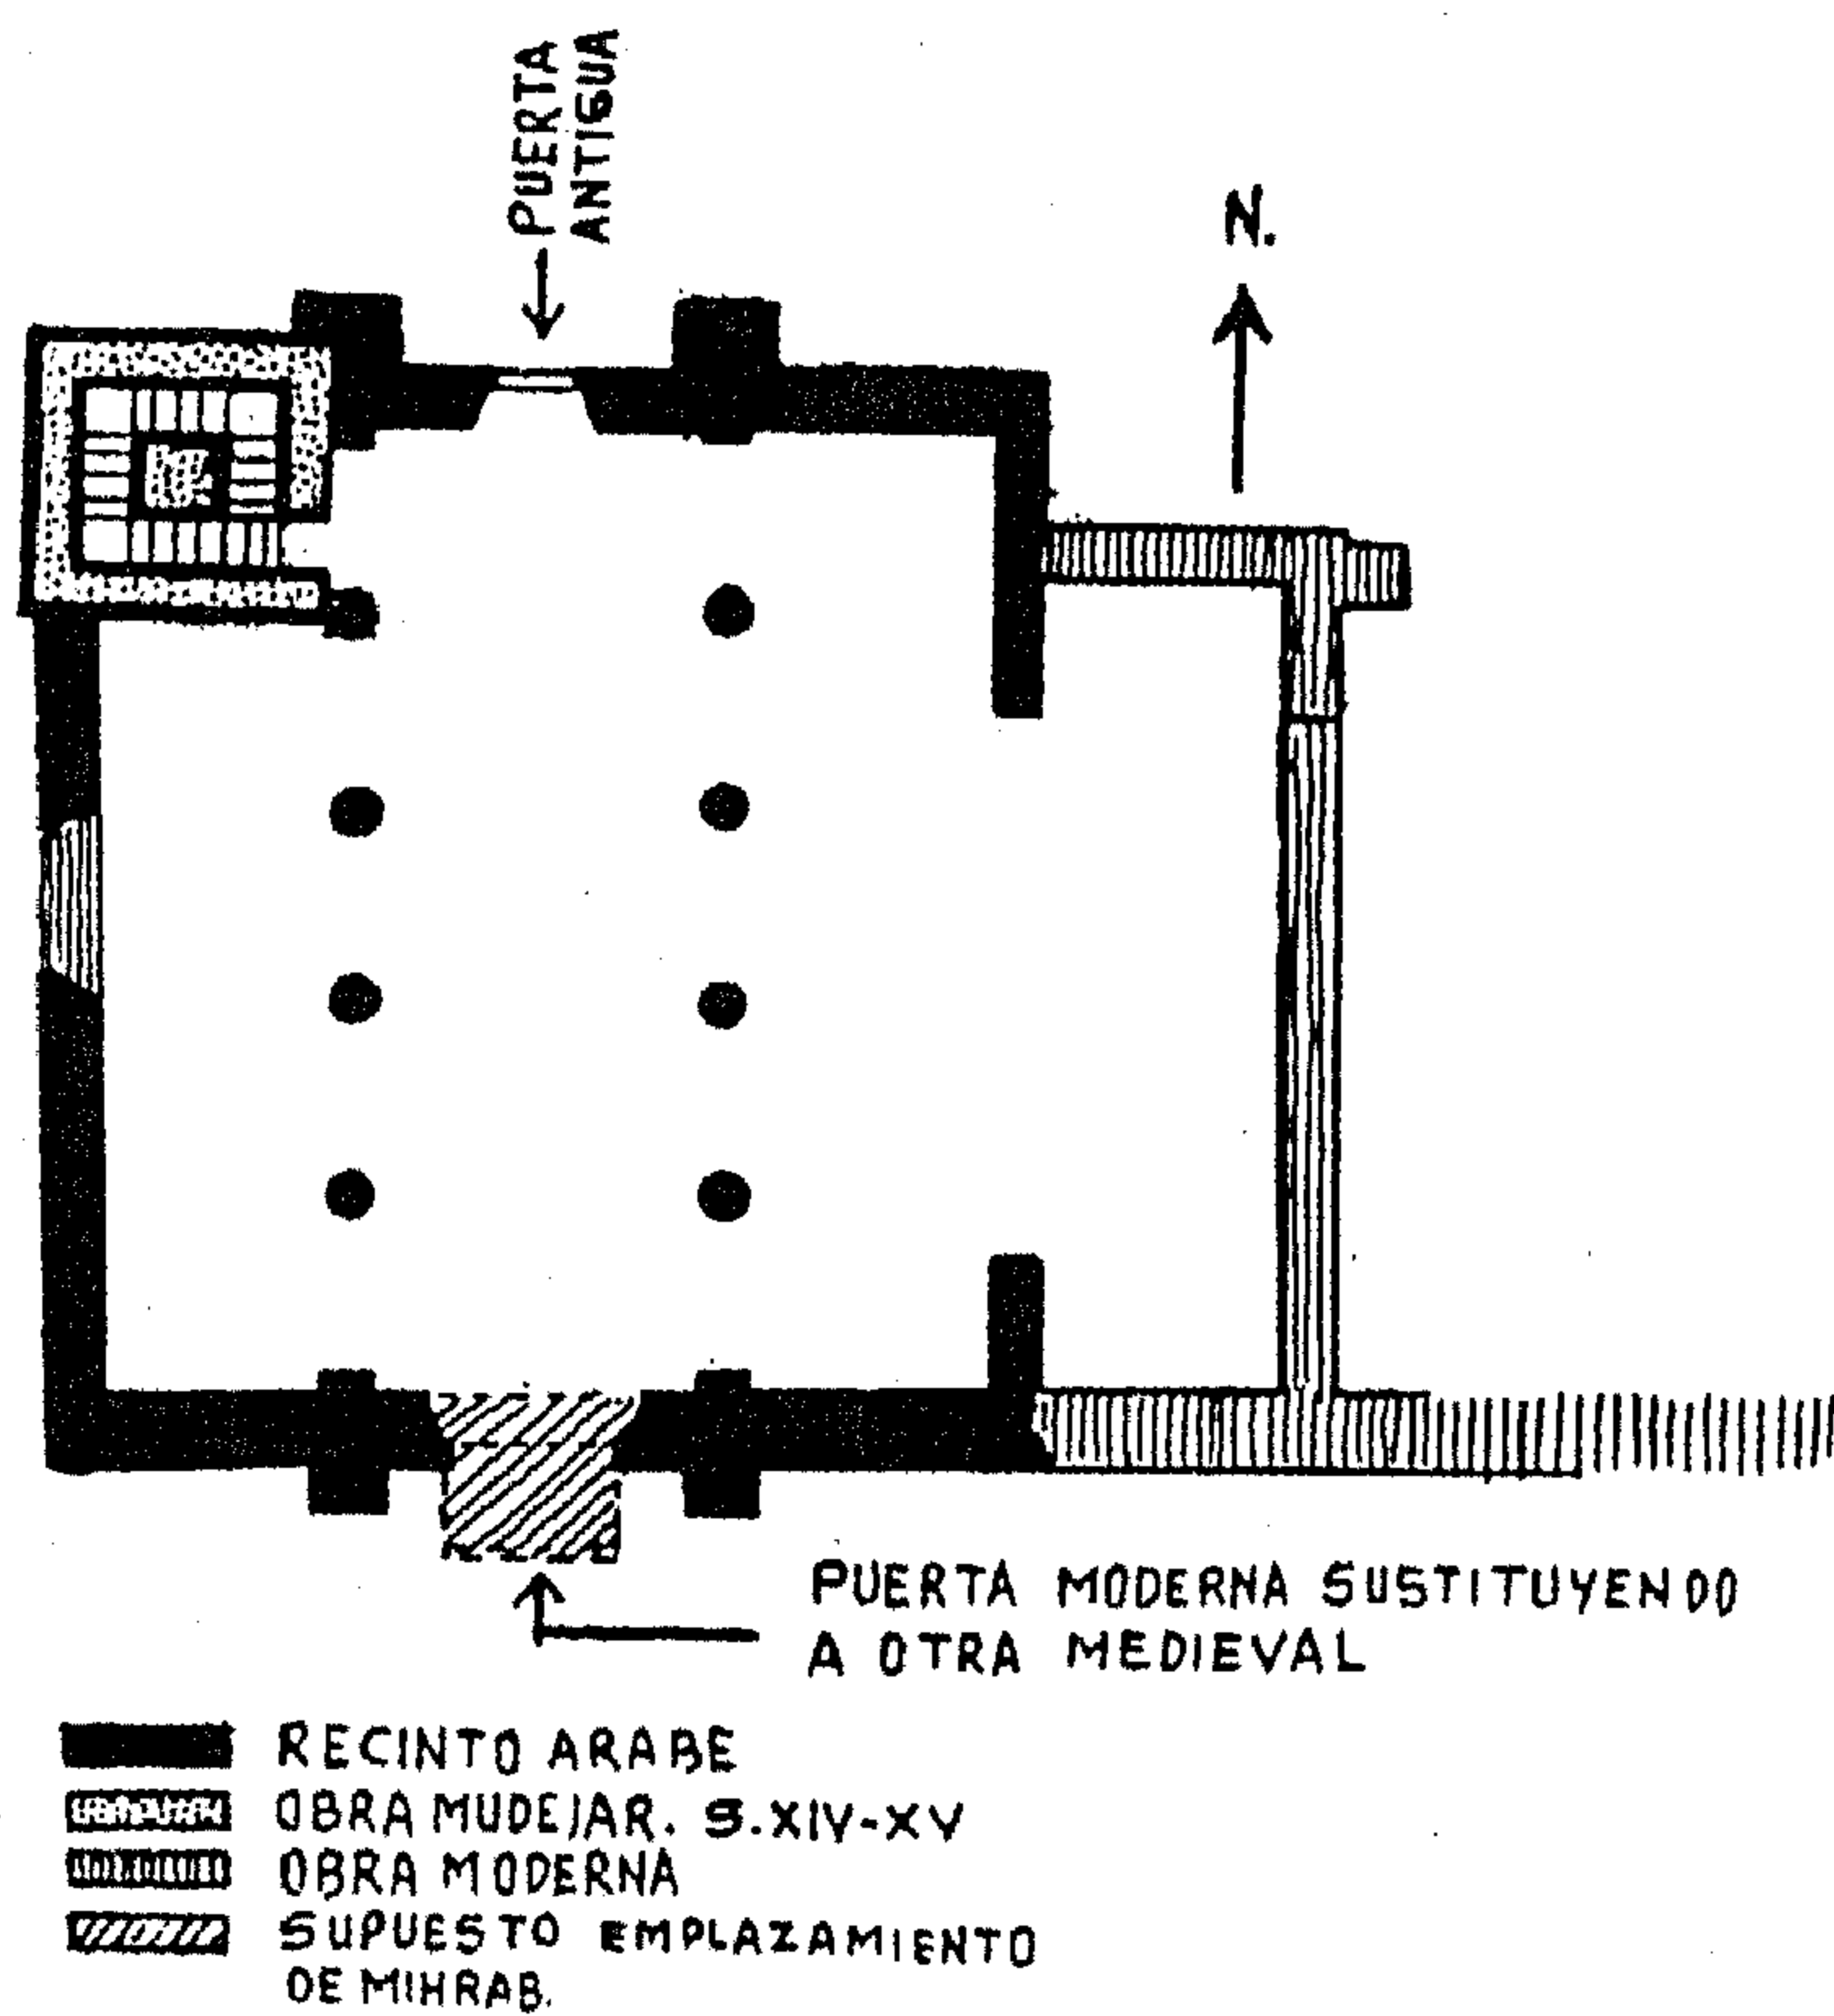 PUERTA
ANTIGUA
N.
PUERTA MODERNA SUSTITUYENDO
A OTRA MEDIEVAL
RECINTO ARABE
OBRA MUDEJAR. S.XIV-XV
OBRA MODERNA
SUPUESTO EMPLAZAMIENTO
DE MIHRAB.